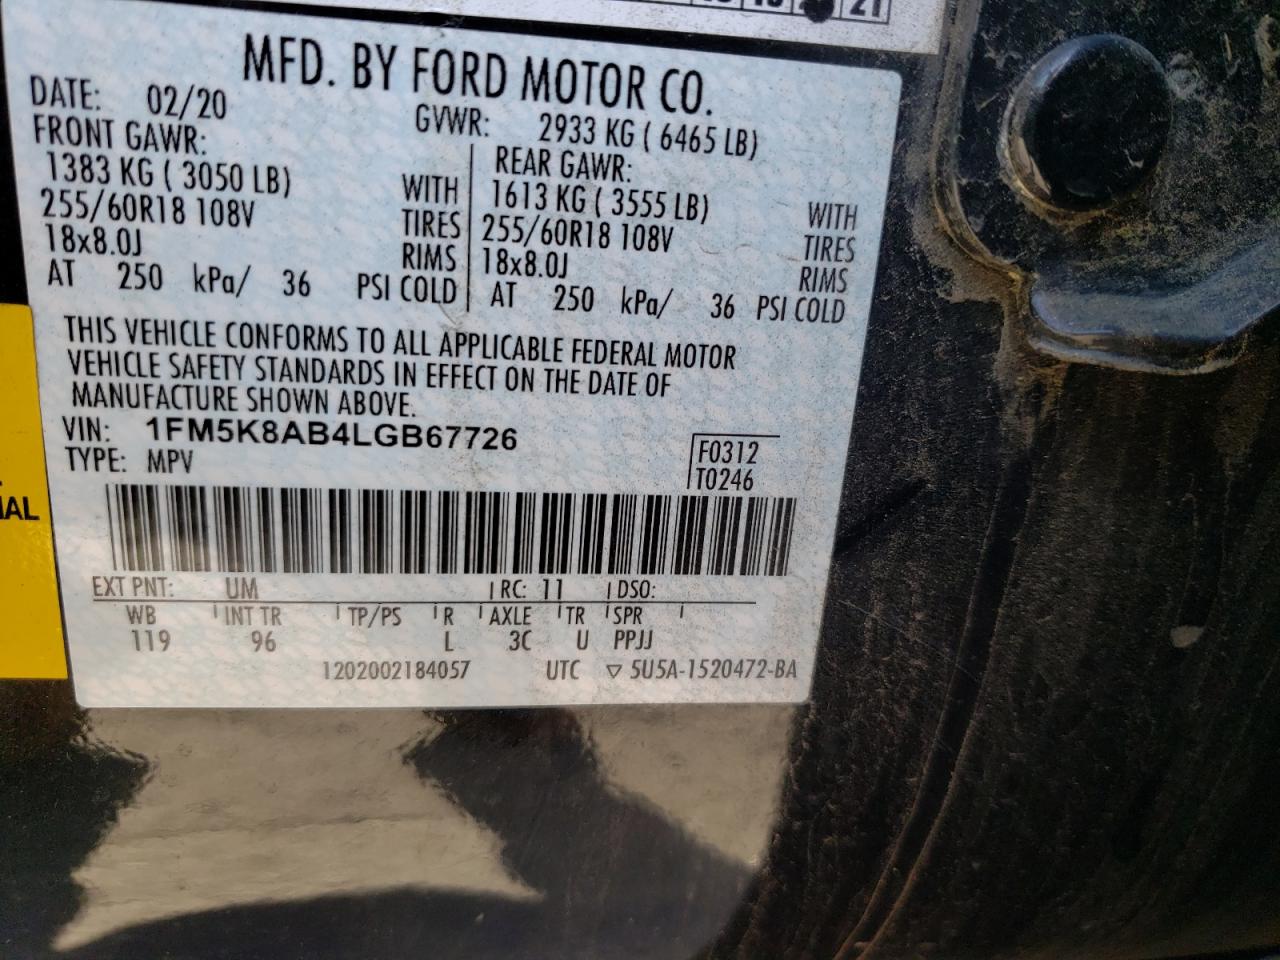 21
MFD. BY FORD MOTOR CO.
DATE: 02/20 GVWR: 2933 KG ( 6465 LB)
FRONT GAWR: REAR GAWR:
1383 KG ( 3050 LB) WITH 1613 KG ( 3555 LB) WITH
255/60R18 108V TIRES 255/60R18 108V TIRES
18x8.0J RIMS 18x8.0J RIMS
AT 250 kPa/ 36 PSI COLD AT 250 kPa/ 36 PSI COLD
THIS VEHICLE CONFORMS TO ALL APPLICABLE FEDERAL MOTOR
VEHICLE SAFETY STANDARDS IN EFFECT ON THE DATE OF
MANUFACTURE SHOWN ABOVE.
VIN: 1FM5K8AB4LGB67726 F0312
TYPE: MPV T0246
EXT PNT: UM RC: 11 DSO:
WB INT TR TP/PS R AXLE TR SPR
119 96 L 3C U PPJJ
1202002184057 UTC ▽ 5U5A-1520472-BA